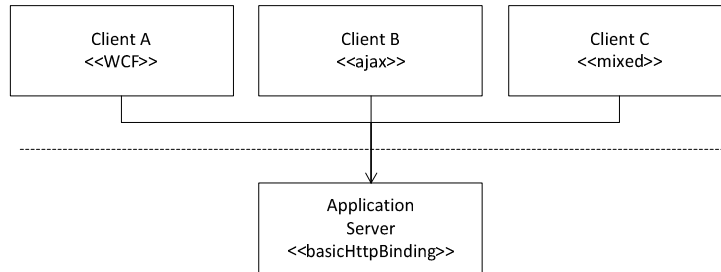 Client A
<<WCF>>
Client B
<<ajax>>
Client C
<<mixed>>
Application
Server
<<basicHttpBinding>>